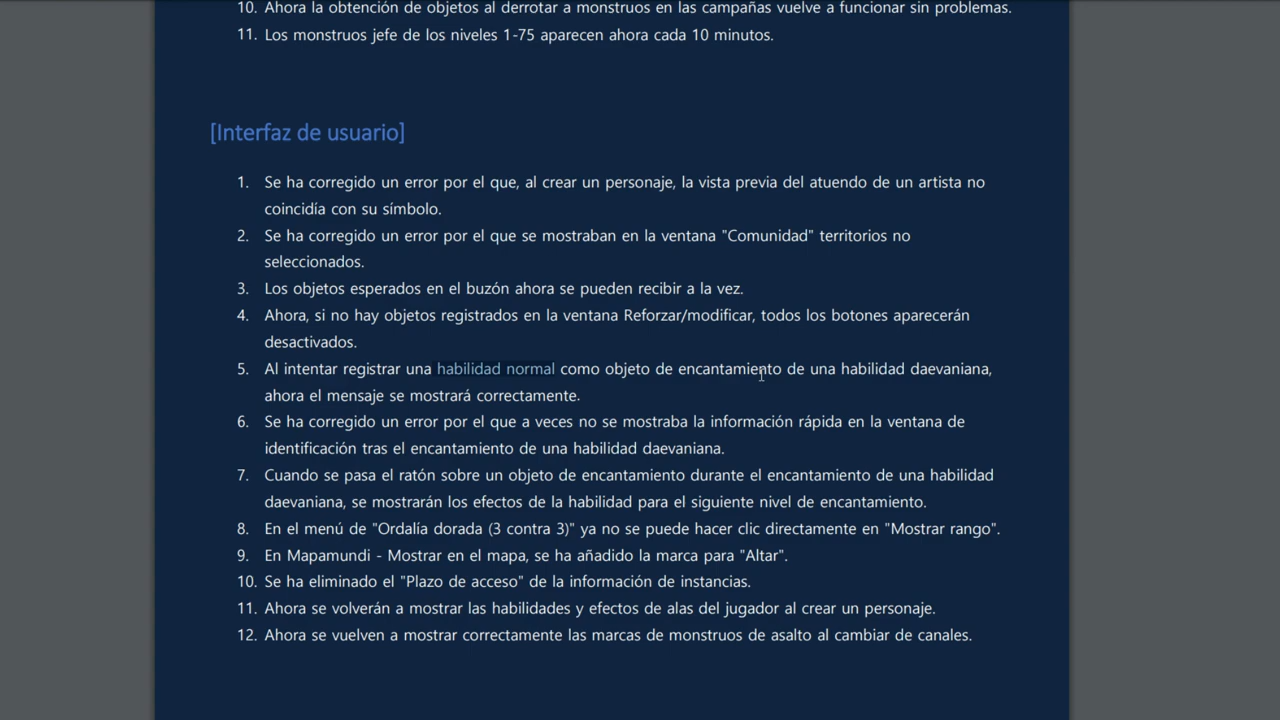 10. Ahora la obtención de objetos al derrotar a monstruos en las campañas vuelve a funcionar sin problemas.
11. Los monstruos jefe de los niveles 1-75 aparecen ahora cada 10 minutos.
[Interfaz de usuario]
1. Se ha corregido un error por el que, al crear un personaje, la vista previa del atuendo de un artista no
coincidía con su símbolo.
2. Se ha corregido un error por el que se mostraban en la ventana "Comunidad" territorios no
seleccionados.
3. Los objetos esperados en el buzón ahora se pueden recibir a la vez.
4. Ahora, si no hay objetos registrados en la ventana Reforzar/modificar, todos los botones aparecerán
desactivados.
5. Al intentar registrar una habilidad normal como objeto de encantamiento de una habilidad daevaniana,
ahora el mensaje se mostrará correctamente.
6. Se ha corregido un error por el que a veces no se mostraba la información rápida en la ventana de
identificación tras el encantamiento de una habilidad daevaniana.
7. Cuando se pasa el ratón sobre un objeto de encantamiento durante el encantamiento de una habilidad
daevaniana, se mostrarán los efectos de la habilidad para el siguiente nivel de encantamiento.
8. En el menú de "Ordalía dorada (3 contra 3)" ya no se puede hacer clic directamente en "Mostrar rango".
9. En Mapamundi - Mostrar en el mapa, se ha añadido la marca para "Altar".
10. Se ha eliminado el "Plazo de acceso" de la información de instancias.
11. Ahora se volverán a mostrar las habilidades y efectos de alas del jugador al crear un personaje.
12. Ahora se vuelven a mostrar correctamente las marcas de monstruos de asalto al cambiar de canales.